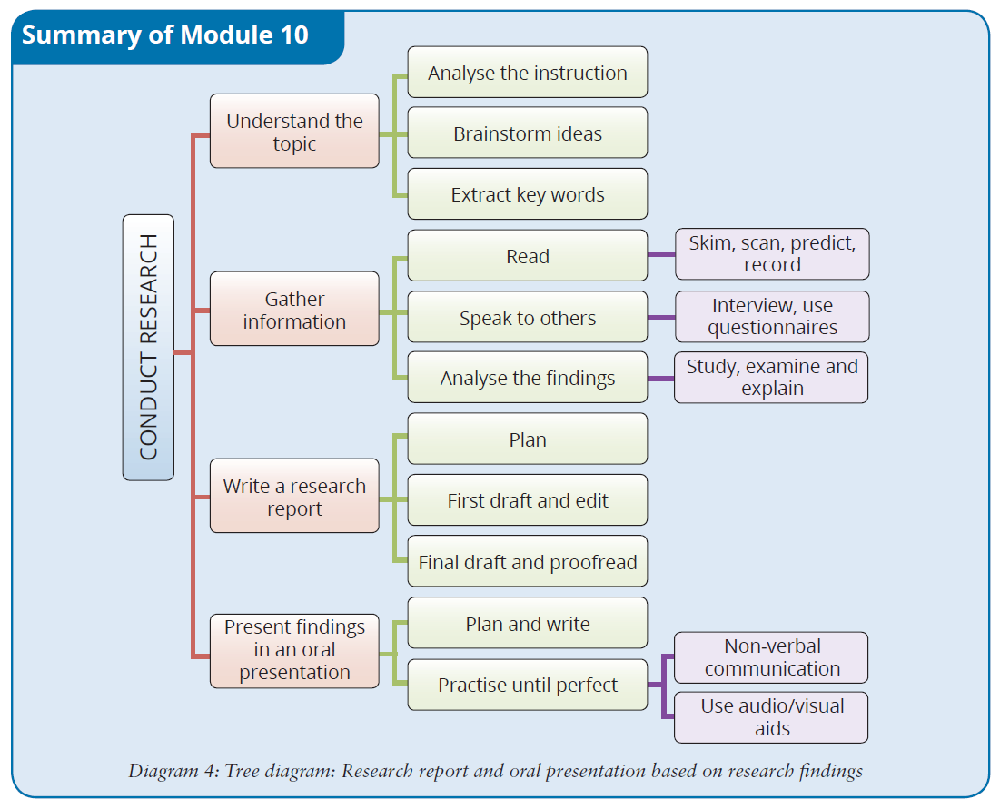 Summary of Module 10
CONDUCT RESEARCH
Understand the
topic
Analyse the instruction
Brainstorm ideas
Extract key words
Gather
information
Read
Skim, scan, predict,
record
Speak to others
Interview, use
questionnaires
Analyse the findings
Study, examine and
explain
Write a research
report
Plan
First draft and edit
Final draft and proofread
Present findings
in an oral
presentation
Plan and write
Practise until perfect
Non-verbal
communication
Use audio/visual
aids
Diagram 4: Tree diagram: Research report and oral presentation based on research findings